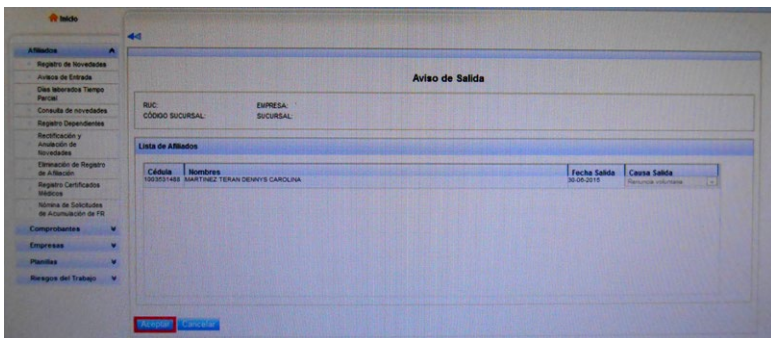 Inicio
Afiliados
Registro de Novedades
Avisos de Entrada
Días laborados Tiempo
Parcial
Consulta de novedades
Registro Dependientes
Rectificación y
Anulación de
Novedades
Eliminación de Registro
de Afiliación
Registro Certificados
Médicos
Nómina de Solicitudes
de Acumulación de FR
Comprobantes
Empresas
Planillas
Riesgos del Trabajo
Aviso de Salida
RUC: EMPRESA:
CÓDIGO SUCURSAL: SUCURSAL:
Lista de Afiliados
Cédula Nombres Fecha Salida Causa Salida
1003531488 MARTINEZ TERAN DENNYS CAROLINA 30-06-2015 Renuncia voluntaria
Aceptar Cancelar